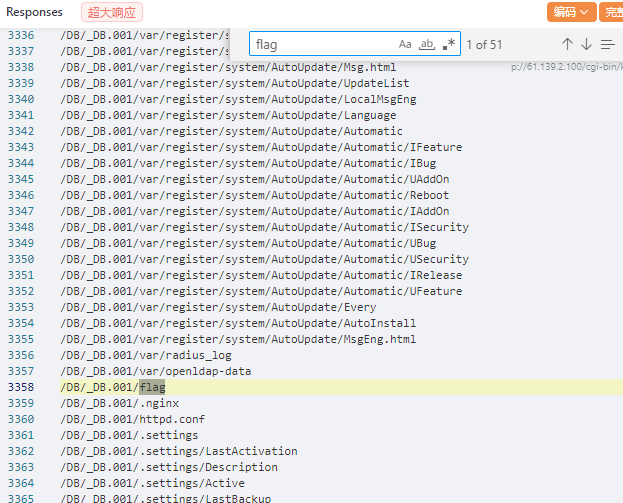 Responses 超大响应 编码 完整
flag Aa ab .* 1 of 51
p://61.139.2.100/cgi-bin/k
3336 /DB/_DB.001/var/register/s
3337 /DB/_DB.001/var/register/s
3338 /DB/_DB.001/var/register/system/AutoUpdate/Msg.html
3339 /DB/_DB.001/var/register/system/AutoUpdate/UpdateList
3340 /DB/_DB.001/var/register/system/AutoUpdate/LocalMsgEng
3341 /DB/_DB.001/var/register/system/AutoUpdate/Language
3342 /DB/_DB.001/var/register/system/AutoUpdate/Automatic
3343 /DB/_DB.001/var/register/system/AutoUpdate/Automatic/IFeature
3344 /DB/_DB.001/var/register/system/AutoUpdate/Automatic/IBug
3345 /DB/_DB.001/var/register/system/AutoUpdate/Automatic/UAddOn
3346 /DB/_DB.001/var/register/system/AutoUpdate/Automatic/Reboot
3347 /DB/_DB.001/var/register/system/AutoUpdate/Automatic/IAddOn
3348 /DB/_DB.001/var/register/system/AutoUpdate/Automatic/ISecurity
3349 /DB/_DB.001/var/register/system/AutoUpdate/Automatic/UBug
3350 /DB/_DB.001/var/register/system/AutoUpdate/Automatic/USecurity
3351 /DB/_DB.001/var/register/system/AutoUpdate/Automatic/IRelease
3352 /DB/_DB.001/var/register/system/AutoUpdate/Automatic/UFeature
3353 /DB/_DB.001/var/register/system/AutoUpdate/Every
3354 /DB/_DB.001/var/register/system/AutoUpdate/AutoInstall
3355 /DB/_DB.001/var/register/system/AutoUpdate/MsgEng.html
3356 /DB/_DB.001/var/radius_log
3357 /DB/_DB.001/var/openldap-data
3358 /DB/_DB.001/flag
3359 /DB/_DB.001/.nginx
3360 /DB/_DB.001/httpd.conf
3361 /DB/_DB.001/.settings
3362 /DB/_DB.001/.settings/LastActivation
3363 /DB/_DB.001/.settings/Description
3364 /DB/_DB.001/.settings/Active
3365 /DB/_DB.001/.settings/LastBackup